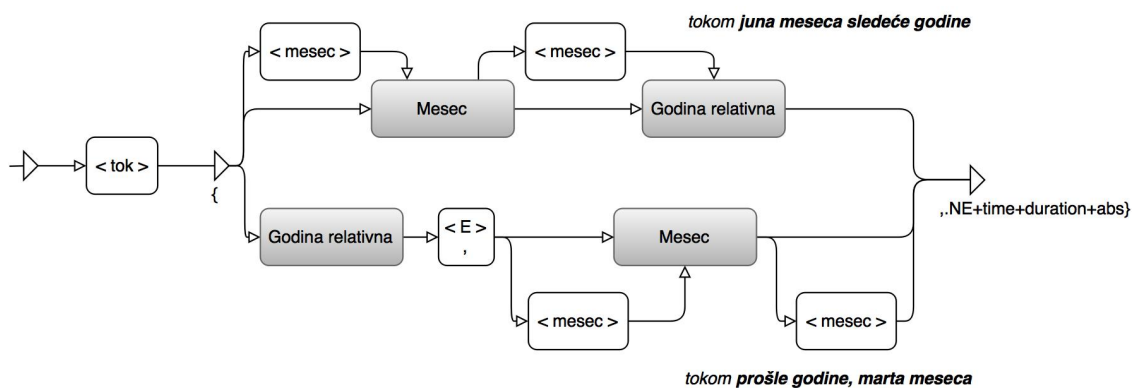 tokom juna meseca sledeće godine
< mesec >
< mesec >
Mesec
Godina relativna
< tok >
{
,.NE+time+duration+abs}
Godina relativna
< E >
,
Mesec
< mesec >
< mesec >
tokom prošle godine, marta meseca